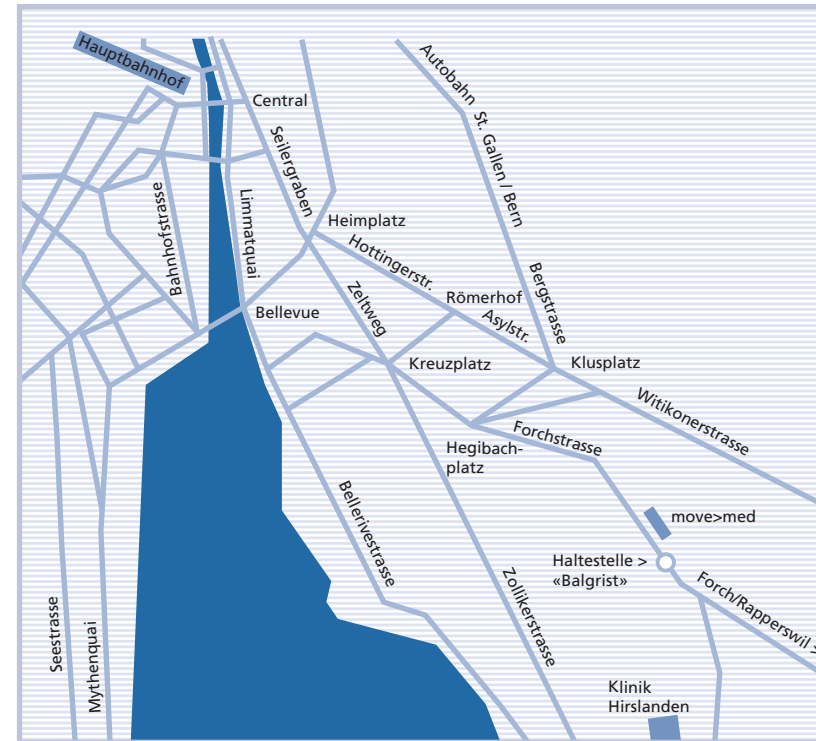 Hauptbahnhof
Autobahn
St. Gallen / Bern
Central
Seilergraben
Bahnhofstrasse
Limmatquai
Heimplatz
Hottingerstr.
Bergstrasse
Zeltweg
Römerhof
Asylstr.
Bellevue
Kreuzplatz
Klusplatz
Witikonerstrasse
Forchstrasse
Hegibach-
platz
Bellerivestrasse
move>med
Haltestelle >
«Balgrist»
Zollikerstrasse
Forch/Rapperswil >
Seestrasse
Mythenquai
Klinik
Hirslanden